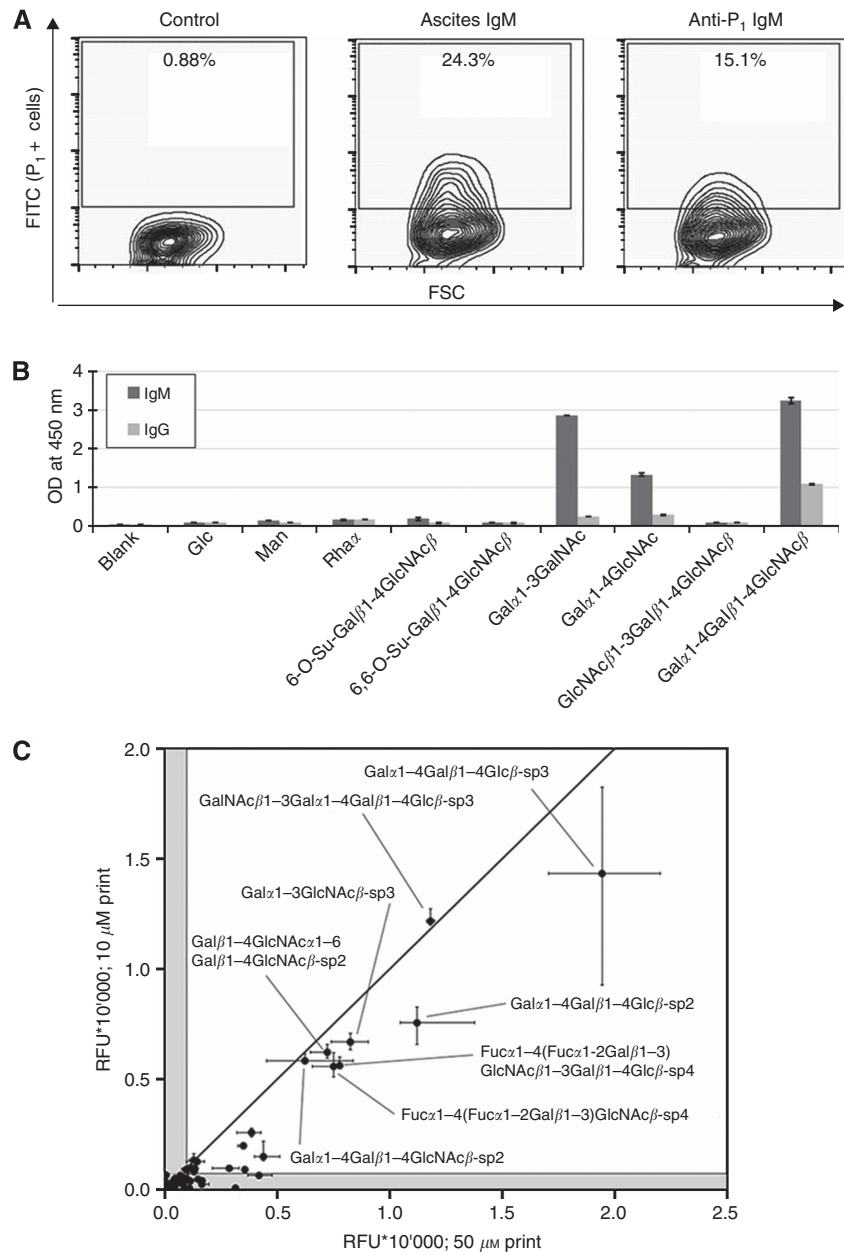 A
Control
Ascites IgM
Anti-P₁ IgM
0.88%
24.3%
15.1%
FITC (P₁+ cells)
FSC
B
OD at 450 nm
4
3
2
1
0
IgM
IgG
Blank
Glc
Man
Rhaα
6-O-Su-Galβ1-4GlcNAcβ
6,6-O-Su-Galβ1-4GlcNAcβ
Galα1-3GalNAc
Galα1-4GlcNAc
GlcNAcβ1-3Galβ1-4GlcNAcβ
Galα1-4Galβ1-4GlcNAcβ
C
RFU*10'000; 10 μM print
2.0
1.5
1.0
0.5
0.0
Galα1–4Galβ1–4Glcβ-sp3
GalNAcβ1–3Galα1–4Galβ1–4Glcβ-sp3
Galα1–3GlcNAcβ-sp3
Galβ1–4GlcNAcα1–6
Galβ1–4GlcNAcβ-sp2
Galα1–4Galβ1–4Glcβ-sp2
Fucα1–4(Fucα1-2Galβ1–3)
GlcNAcβ1–3Galβ1–4Glcβ-sp4
Fucα1–4(Fucα1–2Galβ1–3)GlcNAcβ-sp4
Galα1–4Galβ1–4GlcNAcβ-sp2
0.0
0.5
1.0
1.5
2.0
2.5
RFU*10'000; 50 μM print